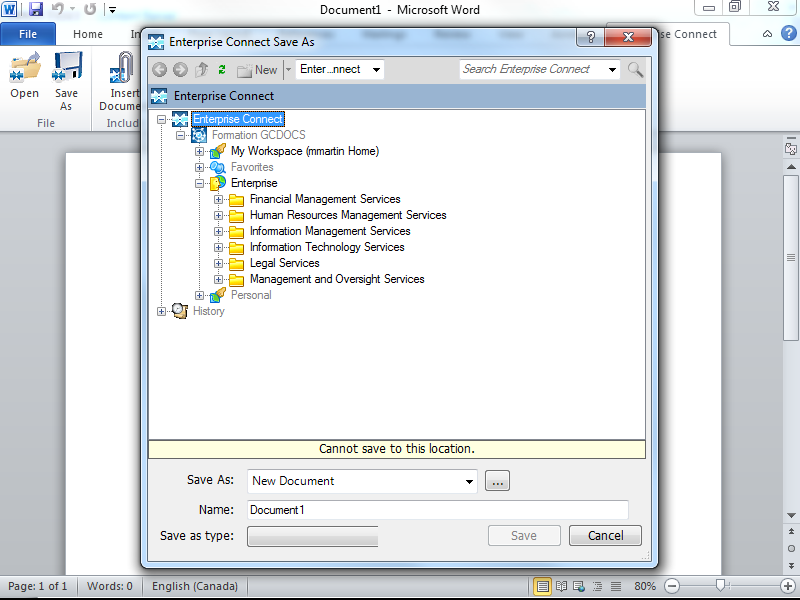 Document1 - Microsoft Word
File
Home
se Connect
Open
Save As
Insert
Docume
File
Includ
Enterprise Connect Save As
New
Enter...nnect
Search Enterprise Connect
Enterprise Connect
Enterprise Connect
Formation GCDOCS
My Workspace (mmartin Home)
Favorites
Enterprise
Financial Management Services
Human Resources Management Services
Information Management Services
Information Technology Services
Legal Services
Management and Oversight Services
Personal
History
Cannot save to this location.
Save As: New Document ...
Name: Document1
Save as type:
Save Cancel
Page: 1 of 1 Words: 0 English (Canada) 80%